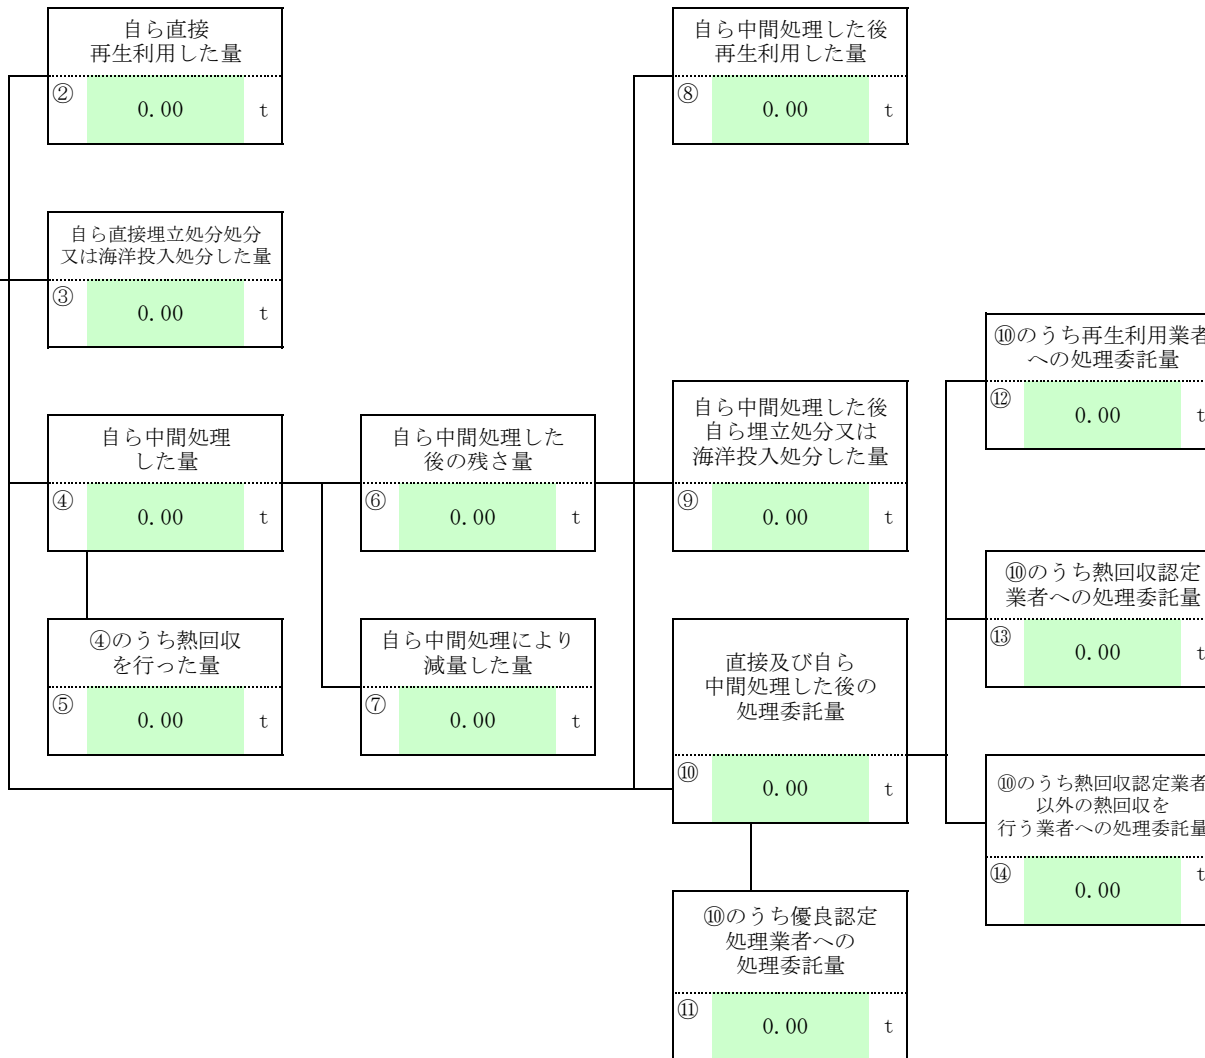 自ら直接
再生利用した量
②
0.00
t
自ら中間処理した後
再生利用した量
⑧
0.00
t
自ら直接埋立処分処分
又は海洋投入処分した量
③
0.00
t
⑩のうち再生利用業者
への処理委託量
⑫
0.00
t
自ら中間処理
した量
④
0.00
t
自ら中間処理した
後の残さ量
⑥
0.00
t
自ら中間処理した後
自ら埋立処分又は
海洋投入処分した量
⑨
0.00
t
⑩のうち熱回収認定
業者への処理委託量
⑬
0.00
t
④のうち熱回収
を行った量
⑤
0.00
t
自ら中間処理により
減量した量
⑦
0.00
t
直接及び自ら
中間処理した後の
処理委託量
⑩
0.00
t
⑩のうち熱回収認定業者
以外の熱回収を
行う業者への処理委託量
⑭
0.00
t
⑩のうち優良認定
処理業者への
処理委託量
⑪
0.00
t